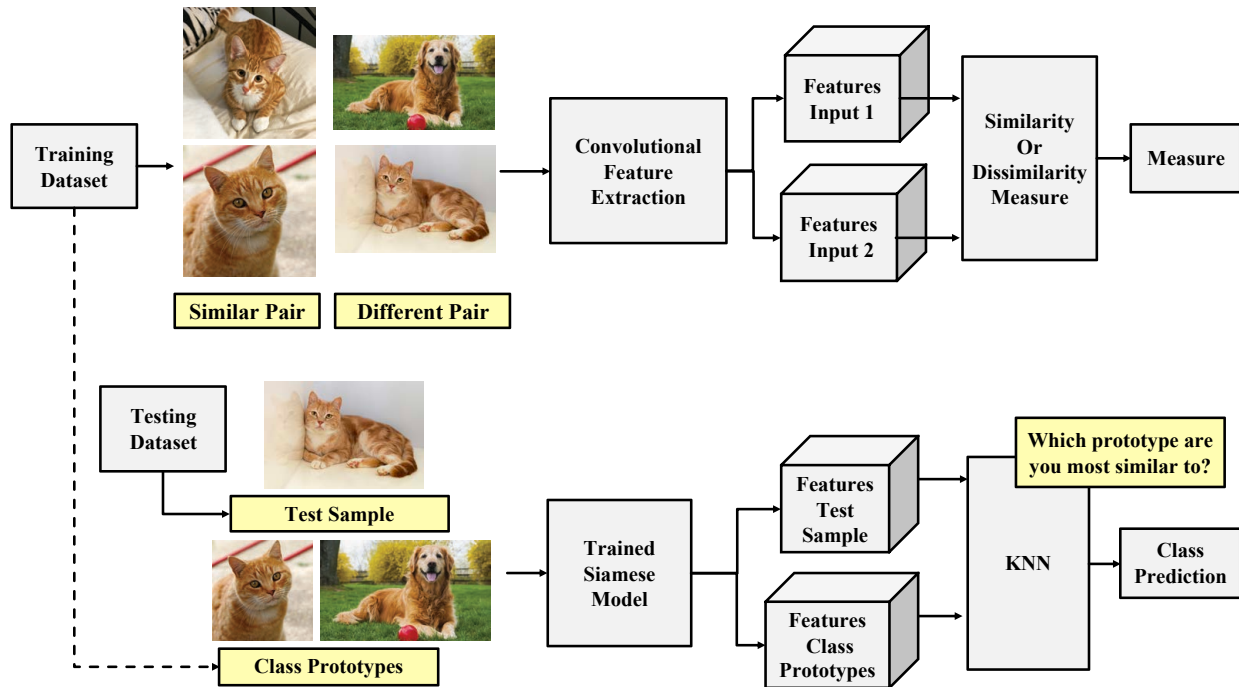 Training
Dataset
Similar Pair
Different Pair
Convolutional
Feature
Extraction
Features
Input 1
Features
Input 2
Similarity
Or
Dissimilarity
Measure
Measure
Testing
Dataset
Test Sample
Class Prototypes
Trained
Siamese
Model
Features
Test
Sample
Features
Class
Prototypes
Which prototype are
you most similar to?
KNN
Class
Prediction